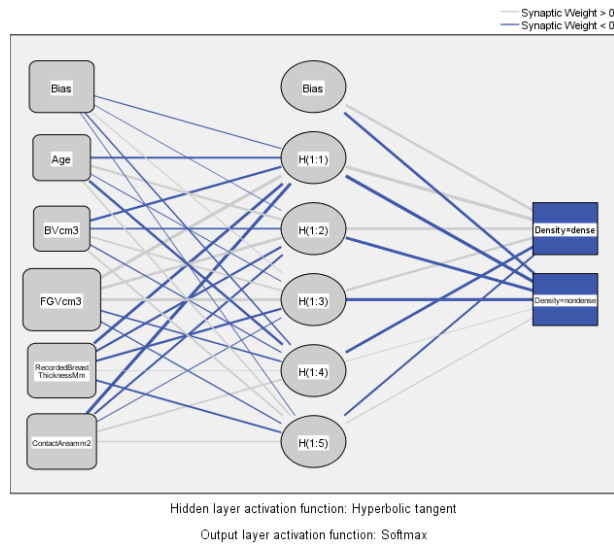 Synaptic Weight > 0
Synaptic Weight < 0
Bias
Age
BVcm3
FGVcm3
RecordedBreast
ThicknessMm
ContactAreamm2
Bias
H(1:1)
H(1:2)
H(1:3)
H(1:4)
H(1:5)
Density=dense
Density=nondense
Hidden layer activation function: Hyperbolic tangent
Output layer activation function: Softmax